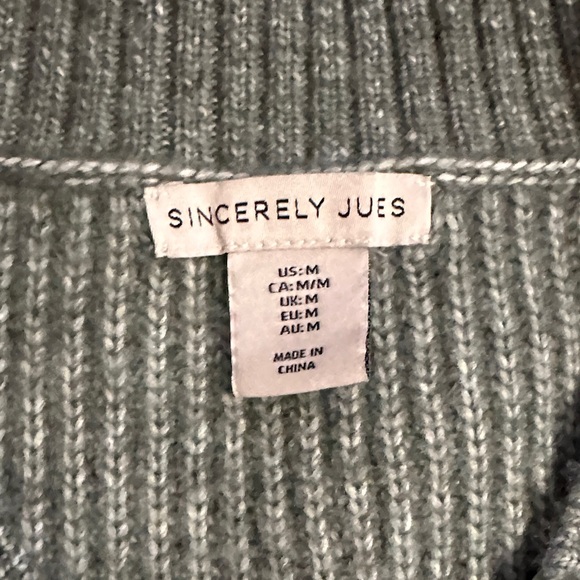 SINCERELY JUES
US: M
CA: M/M
UK: M
EU: M
AU: M
MADE IN
CHINA